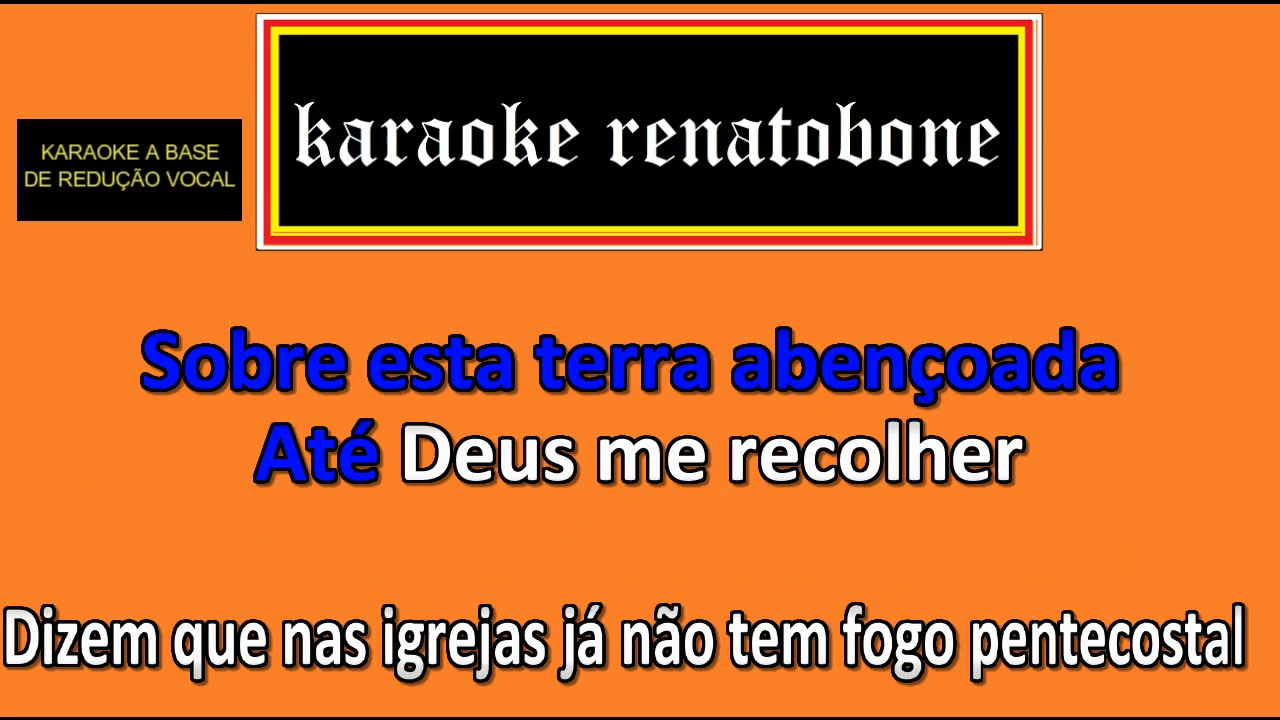 karaoke renatobone
KARAOKE A BASE
DE REDUÇÃO VOCAL
Sobre esta terra abençoada
Até Deus me recolher
Dizem que nas igrejas já não tem fogo pentecostal